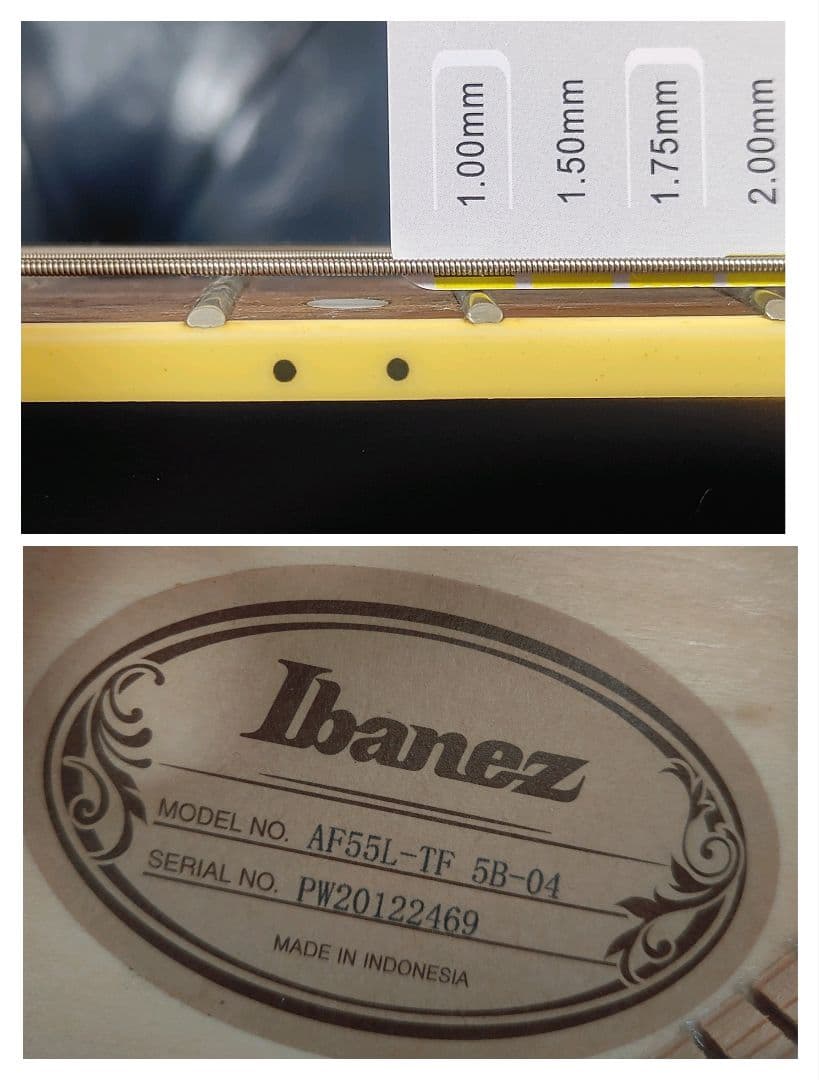 1.00mm
1.50mm
1.75mm
2.00mm
Ibanez
MODEL NO. AF55L-TF 5B-04
SERIAL NO. PW20122469
MADE IN INDONESIA